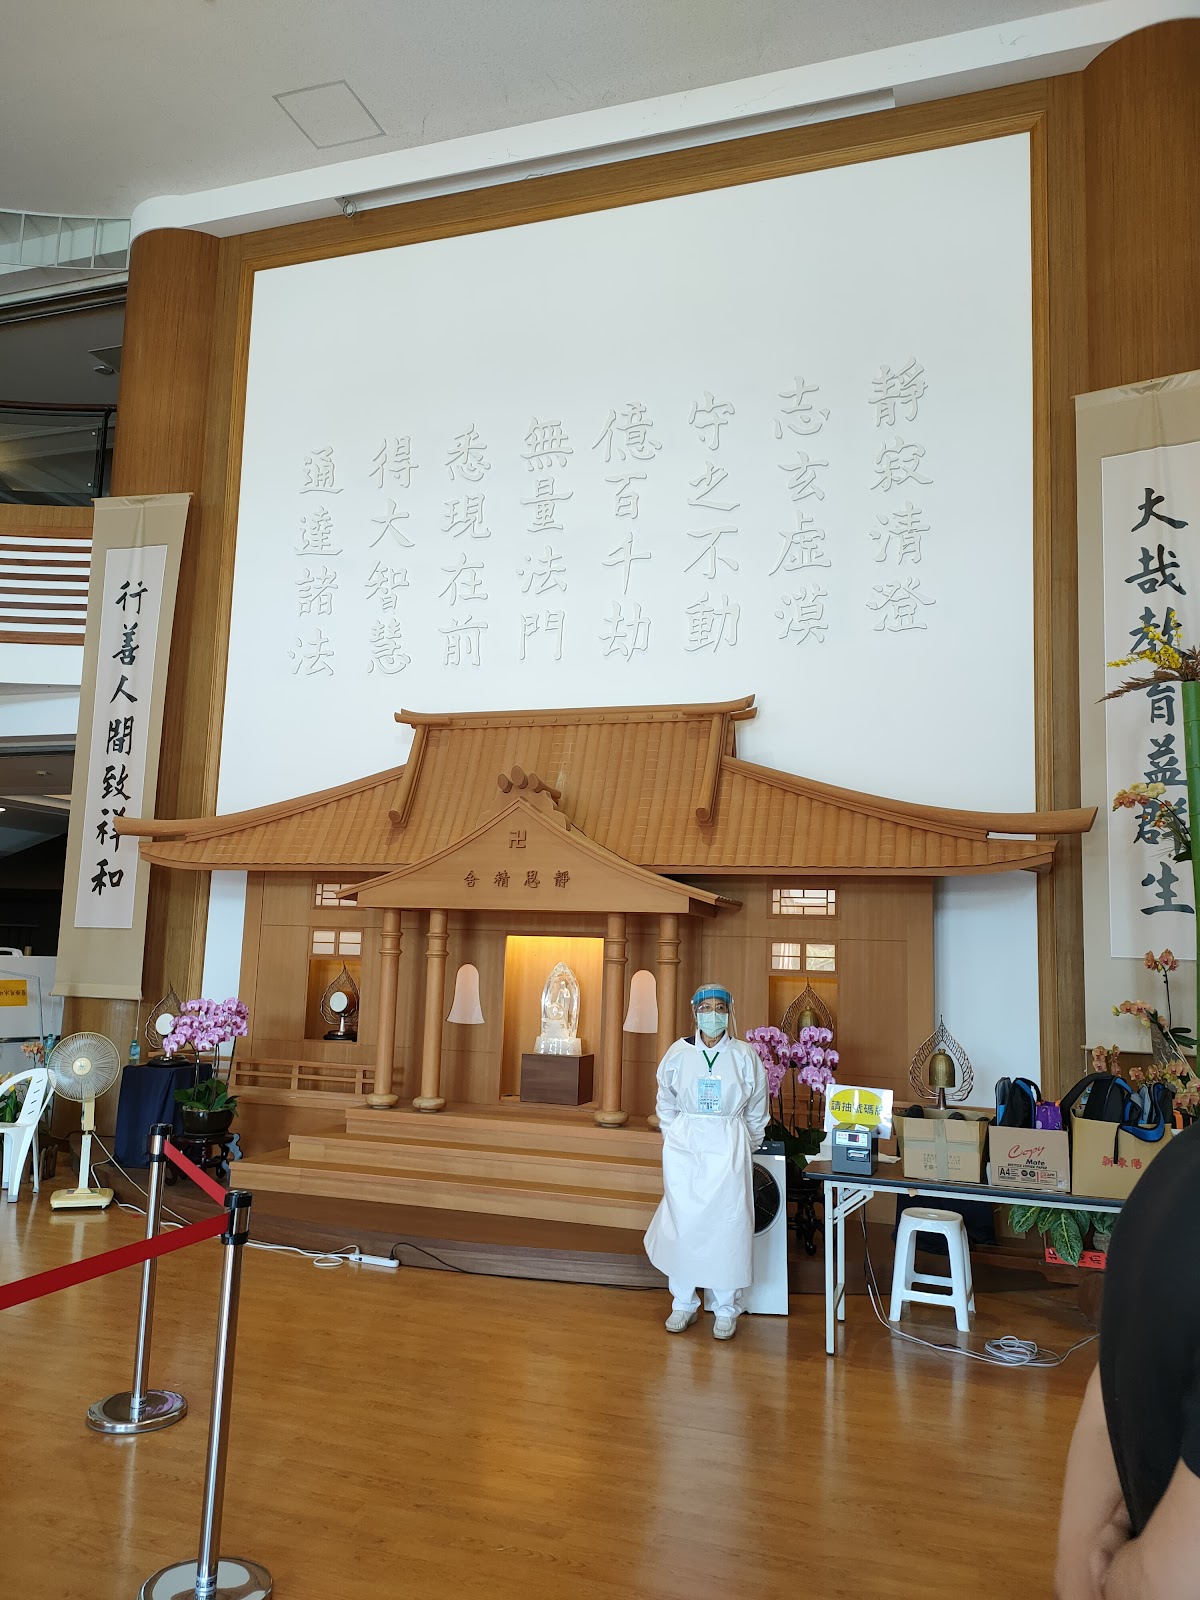 靜寂清澄
志玄虛漠
守之不動
億百千劫
無量法門
悉現在前
得大智慧
通達諸法
大哉教育益群生
行善人間致祥和
卍
靜思精舍
請抽號碼牌
Copy
Mate
A4
新東陽